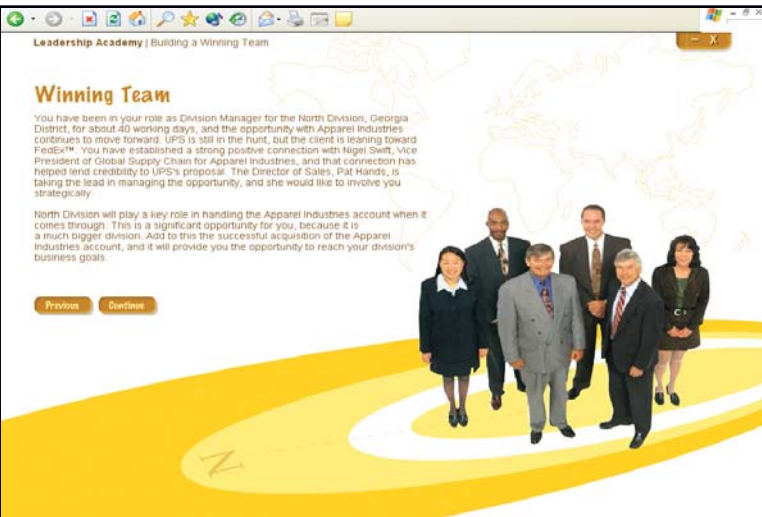 Leadership Academy | Building a Winning Team
– X
Winning Team
You have been in your role as Division Manager for the North Division, Georgia
District, for about 40 working days, and the opportunity with Apparel Industries
continues to move forward. UPS is still in the hunt, but the client is leaning toward
FedEx™. You have established a strong positive connection with Nigel Swift, Vice
President of Global Supply Chain for Apparel Industries, and that connection has
helped lend credibility to UPS's proposal. The Director of Sales, Pat Hands, is
taking the lead in managing the opportunity, and she would like to involve you
strategically.
North Division will play a key role in handling the Apparel Industries account when it
comes through. This is a significant opportunity for you, because it is
a much bigger division. Add to this the successful acquisition of the Apparel
Industries account, and it will provide you the opportunity to reach your division's
business goals.
Previous Continue
N